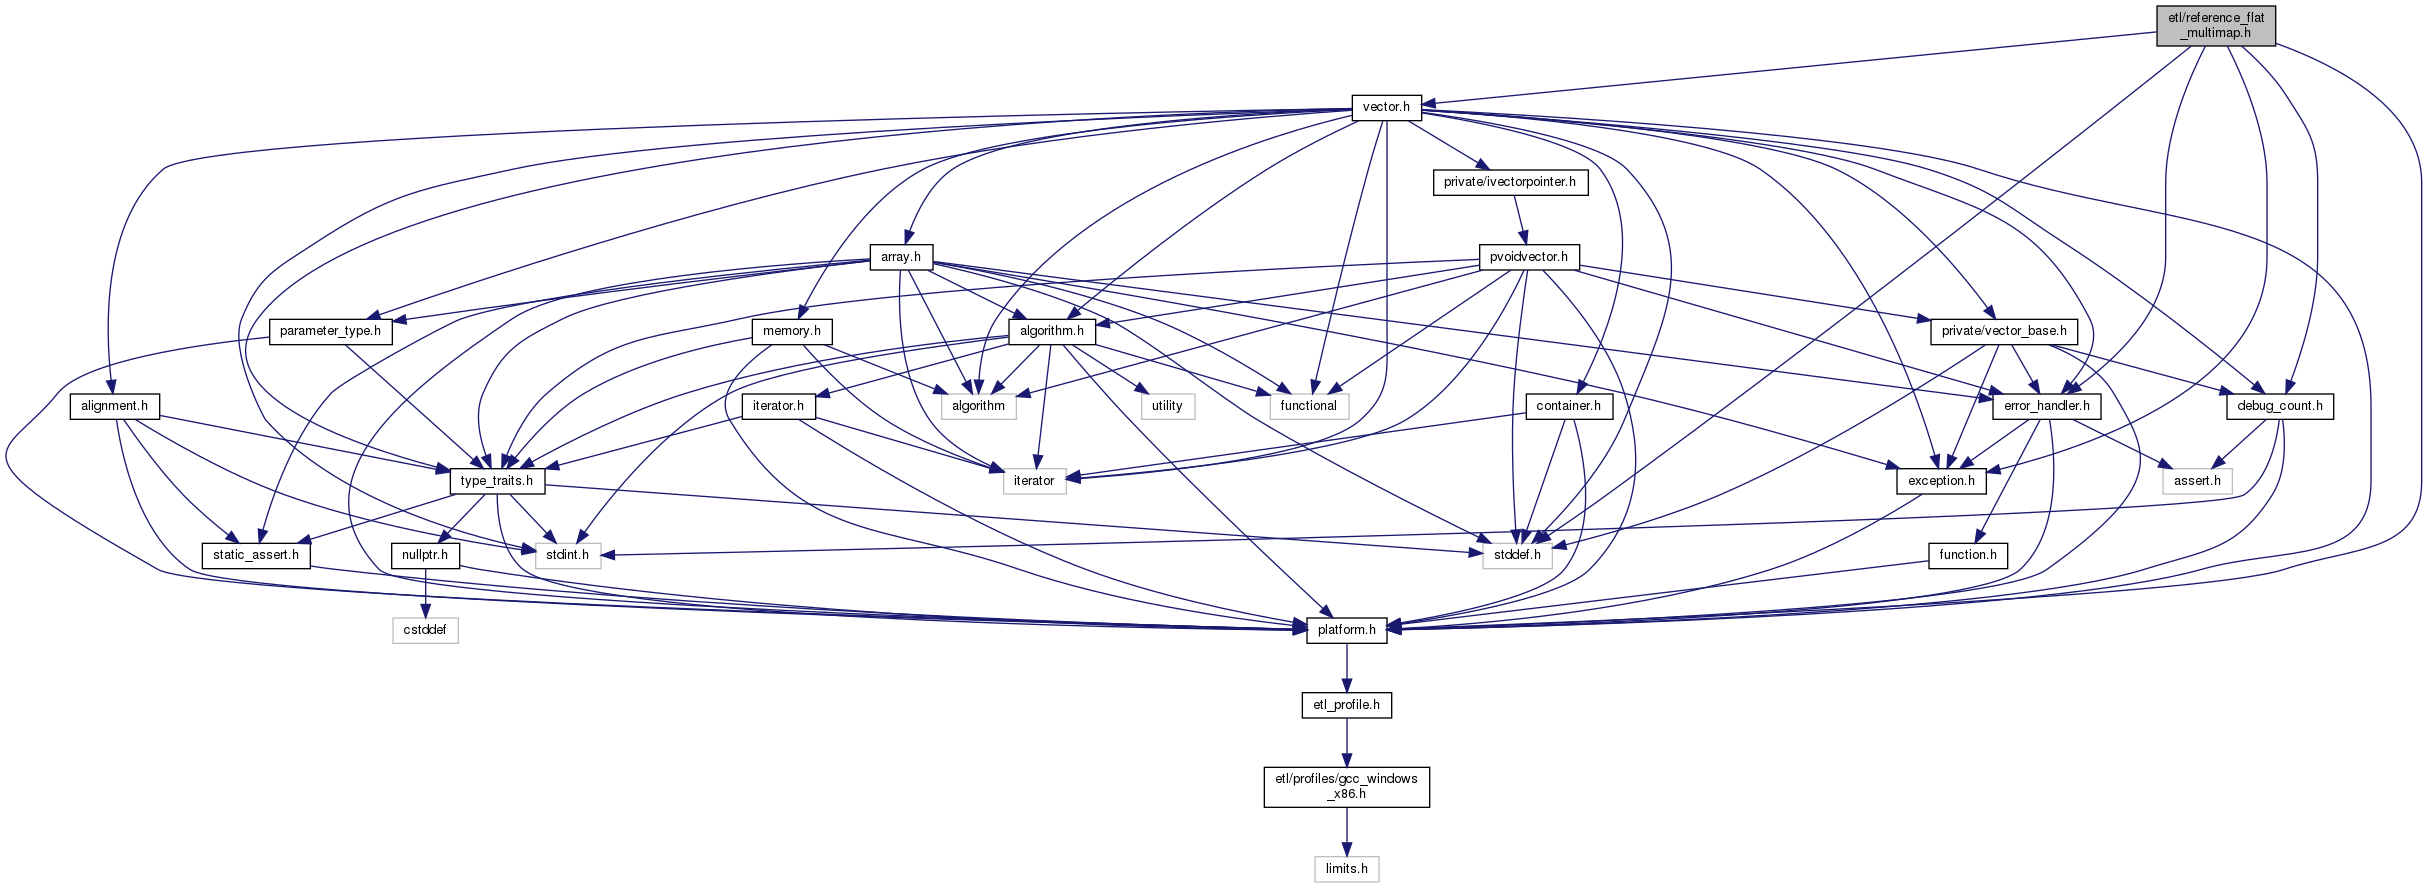 etl/reference_flat
_multimap.h
vector.h
private/ivectorpointer.h
array.h
pvoidvector.h
parameter_type.h
memory.h
algorithm.h
private/vector_base.h
alignment.h
iterator.h
algorithm
utility
functional
container.h
error_handler.h
debug_count.h
type_traits.h
iterator
exception.h
assert.h
static_assert.h
nullptr.h
stdint.h
stddef.h
function.h
cstddef
platform.h
etl_profile.h
etl/profiles/gcc_windows
_x86.h
limits.h